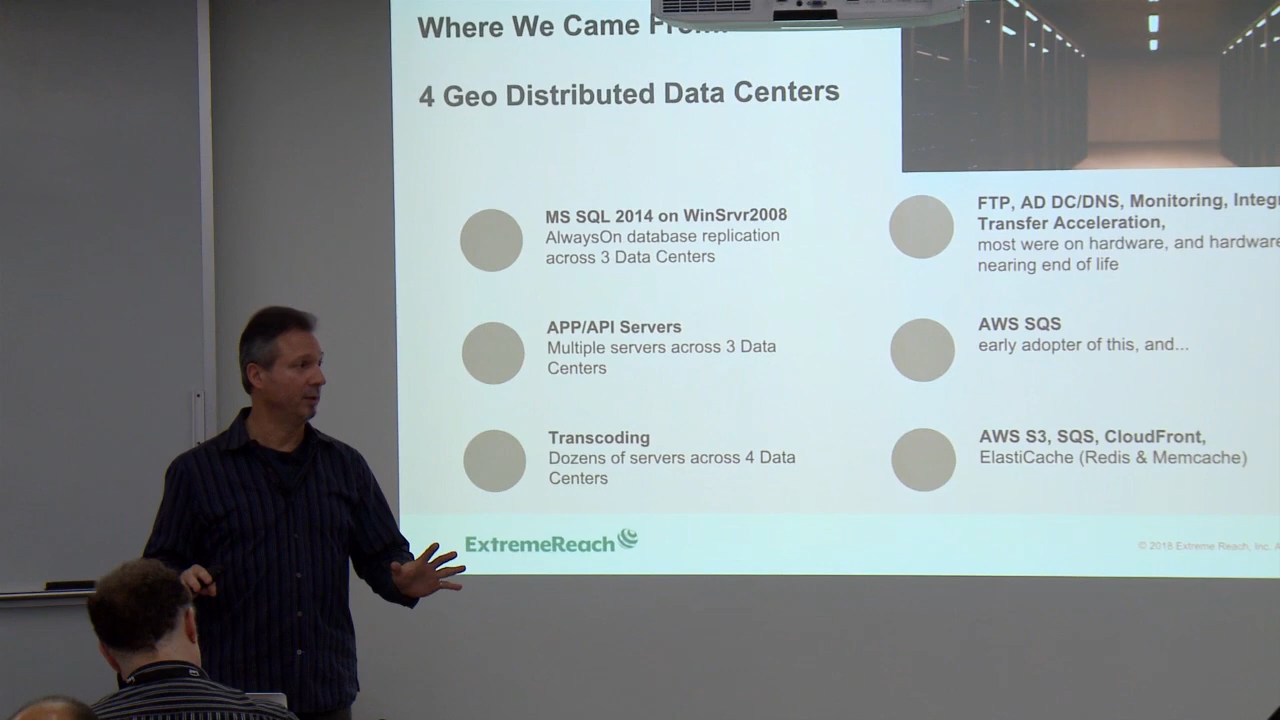 Where We Came
4 Geo Distributed Data Centers
MS SQL 2014 on WinSrvr2008
AlwaysOn database replication
across 3 Data Centers
APP/API Servers
Multiple servers across 3 Data
Centers
Transcoding
Dozens of servers across 4 Data
Centers
FTP, AD DC/DNS, Monitoring,
Transfer Acceleration,
most were on hardware, and hardware
nearing end of life
AWS SQS
early adopter of this, and...
AWS S3, SQS, CloudFront,
ElastiCache (Redis & Memcache)
ExtremeReach
© 2018 Extreme Reach, Inc.